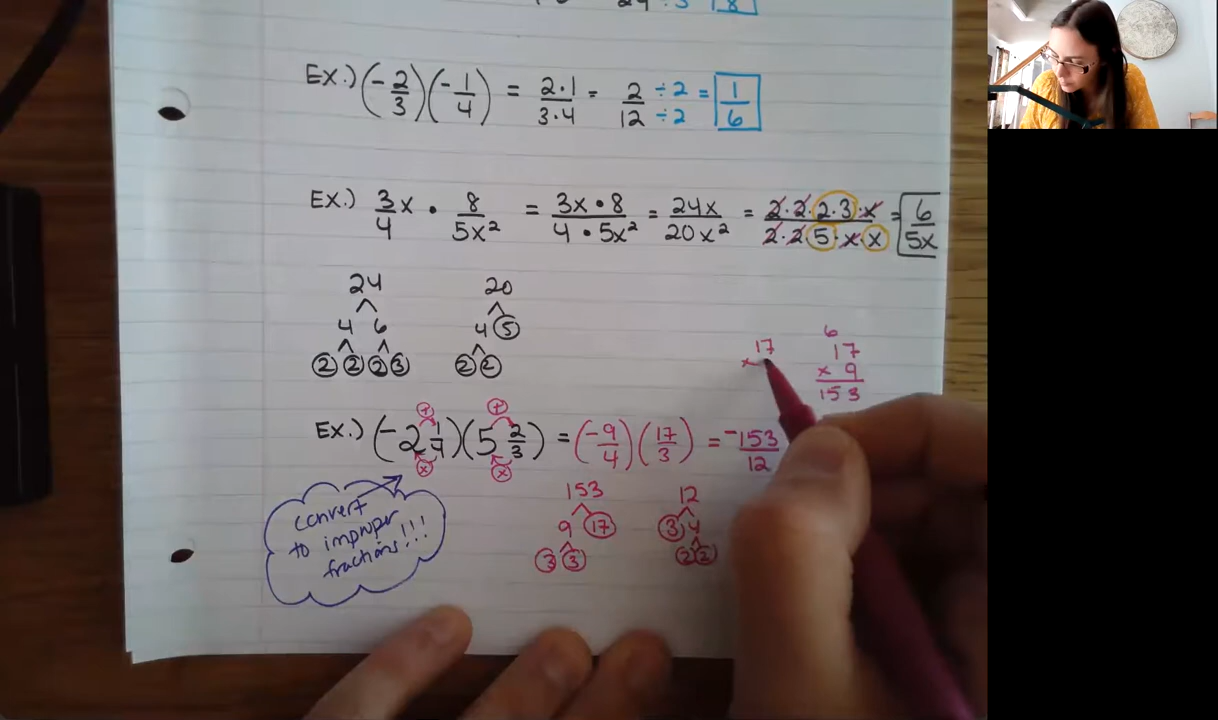 24 ÷ 3 8
Ex.) (-2/3)(-1/4) = 2·1/3·4 = 2/12 ÷2/÷2 = 1/6
Ex.) 3/4 x · 8/5x² = 3x·8/4·5x² = 24x/20x² = 2·2·2·3·x/2·2·5·x·x = 6/5x
24 20
4 6 4 5
2 2 2 3 2 2
17 6
× 17
× 9
153
+ +
Ex.) (-2 1/4)(5 2/3) = (-9/4)(17/3) = -153/12
× ×
convert
to improper
fractions!!!
153 12
9 17 3 4
3 3 2 2